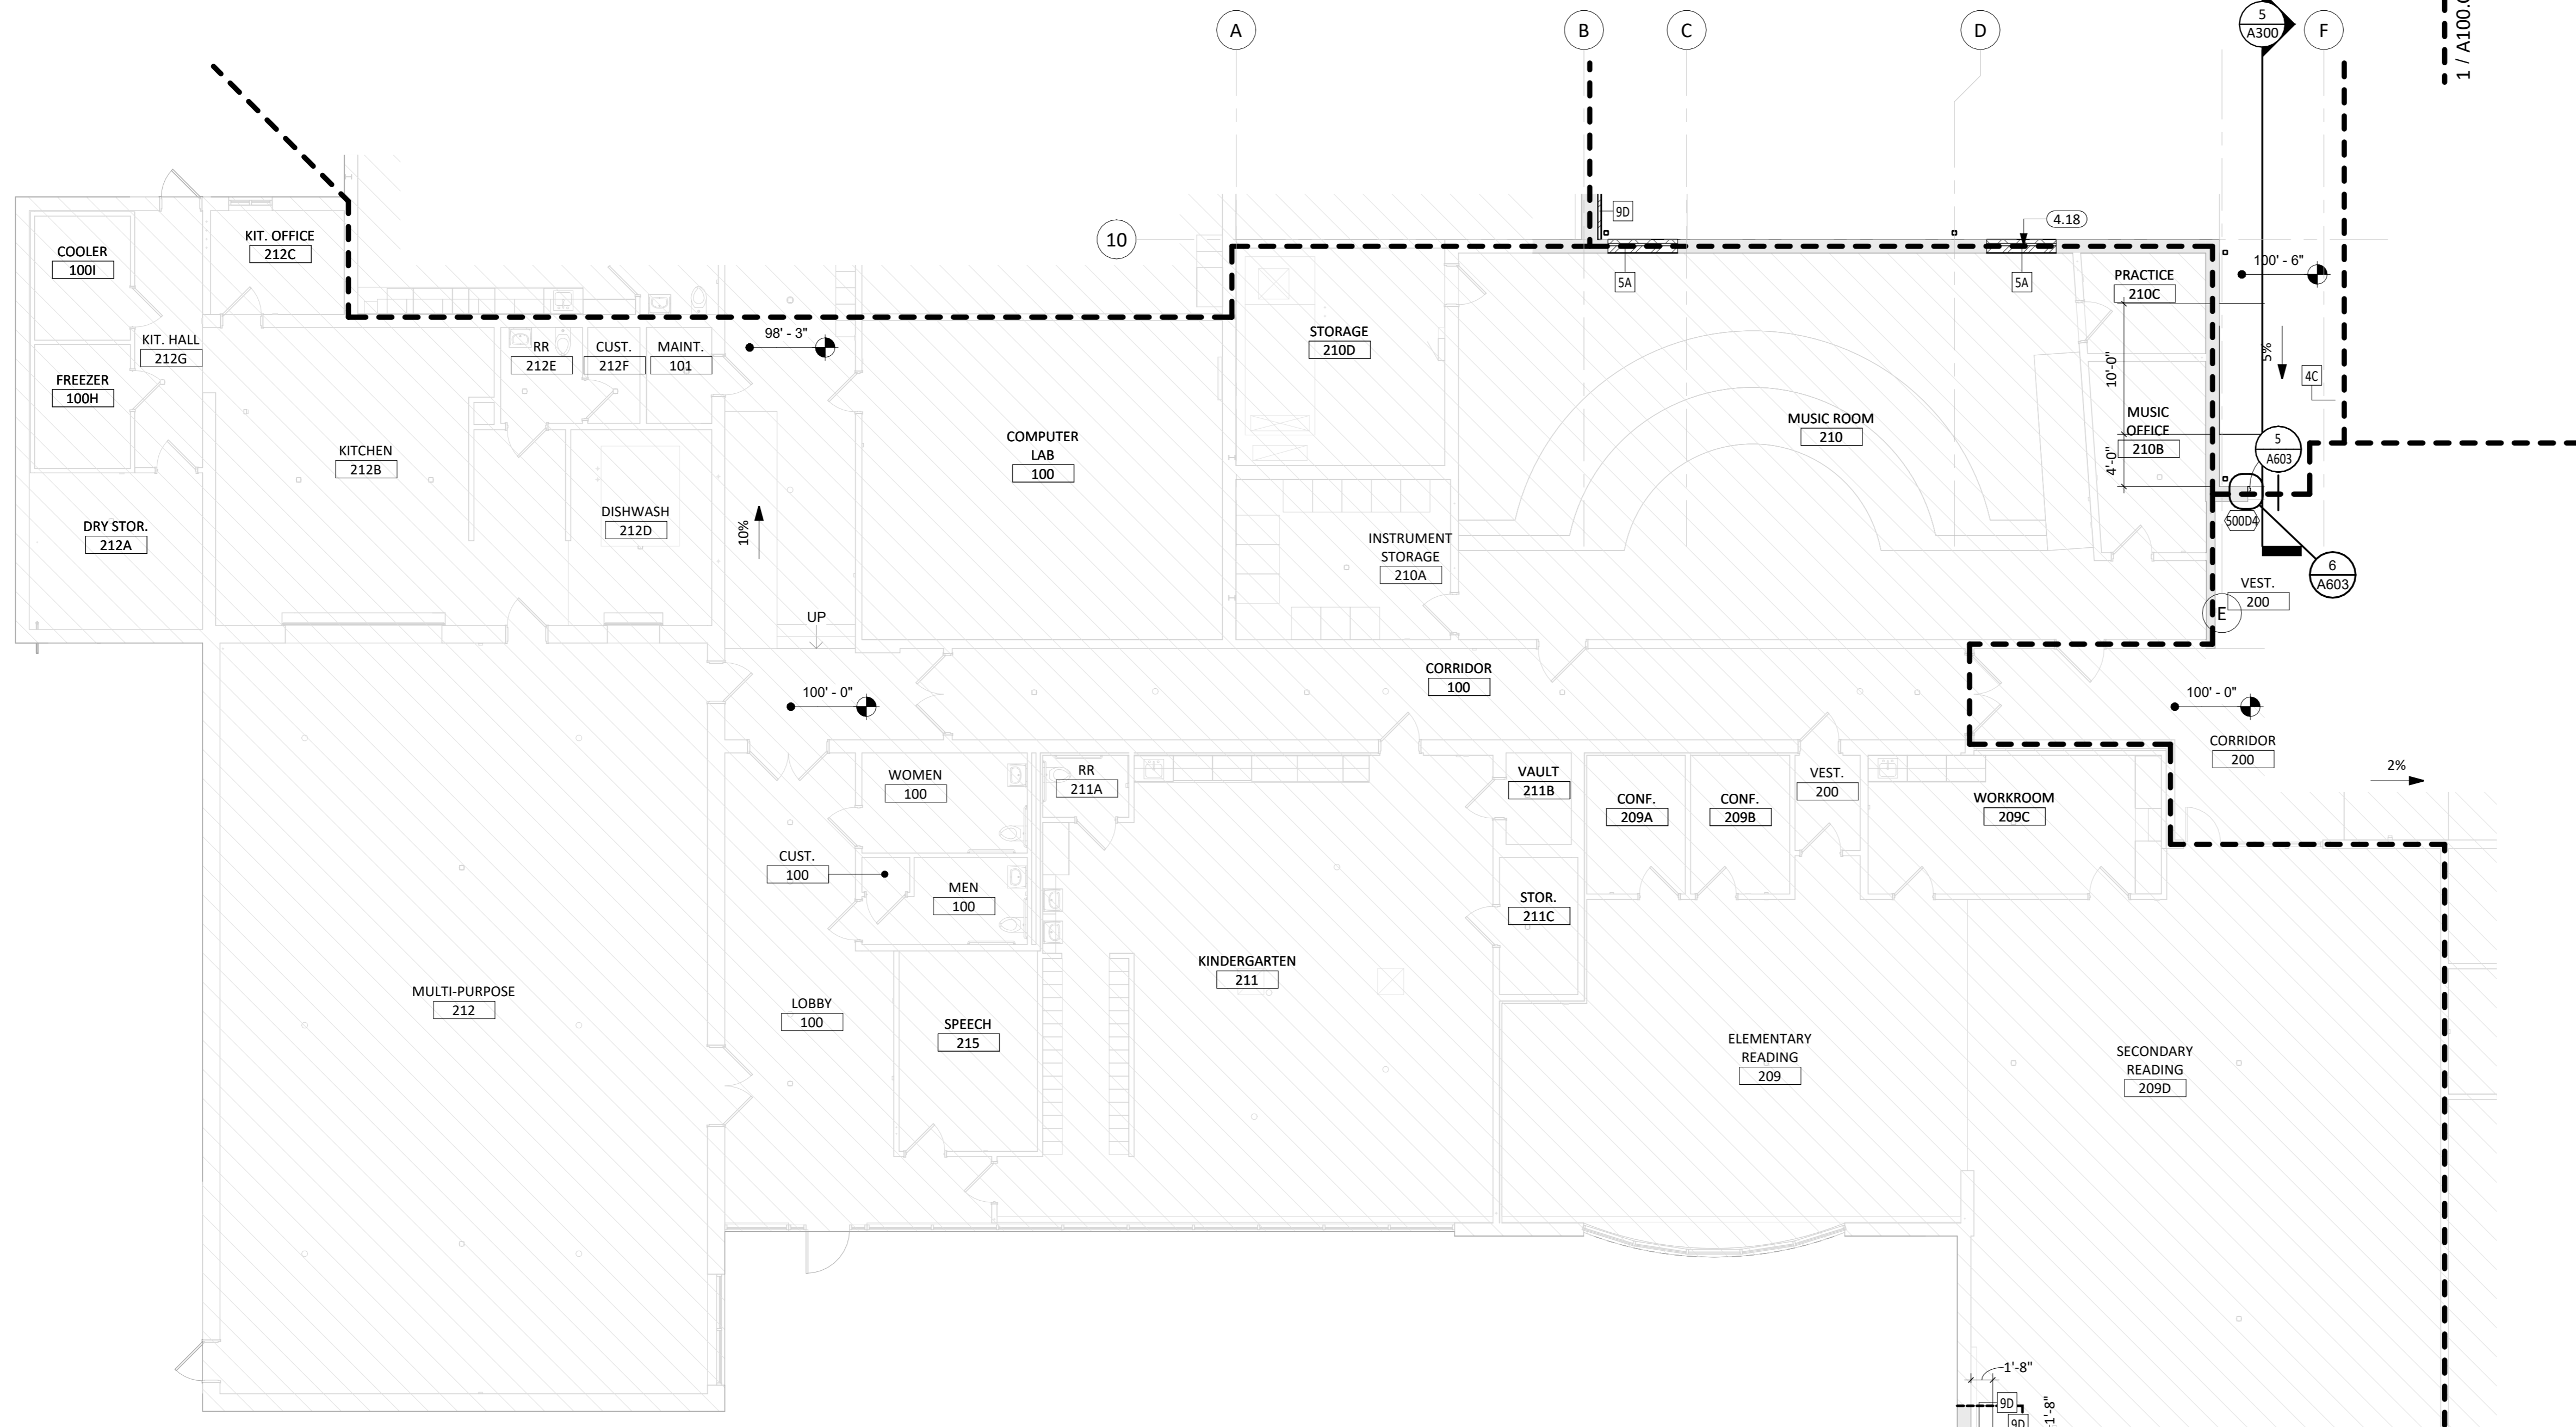 A
B
C
D
5
A300
F
1 / A100.
10
9D
4.18
5A
5A
COOLER
100I
KIT. OFFICE
212C
KIT. HALL
212G
FREEZER
100H
RR
212E
CUST.
212F
MAINT.
101
98' - 3"
STORAGE
210D
PRACTICE
210C
100' - 6"
5%
10'-0"
4C
COMPUTER
LAB
100
MUSIC ROOM
210
MUSIC
OFFICE
210B
4'-0"
5
A603
KITCHEN
212B
DRY STOR.
212A
DISHWASH
212D
10%
INSTRUMENT
STORAGE
210A
500D4
6
A603
VEST.
200
E
UP
CORRIDOR
100
100' - 0"
100' - 0"
CORRIDOR
200
2%
WOMEN
100
RR
211A
VAULT
211B
CONF.
209A
CONF.
209B
VEST.
200
WORKROOM
209C
CUST.
100
MEN
100
STOR.
211C
MULTI-PURPOSE
212
LOBBY
100
SPEECH
215
KINDERGARTEN
211
ELEMENTARY
READING
209
SECONDARY
READING
209D
1'-8"
9D
9D
1'-8"